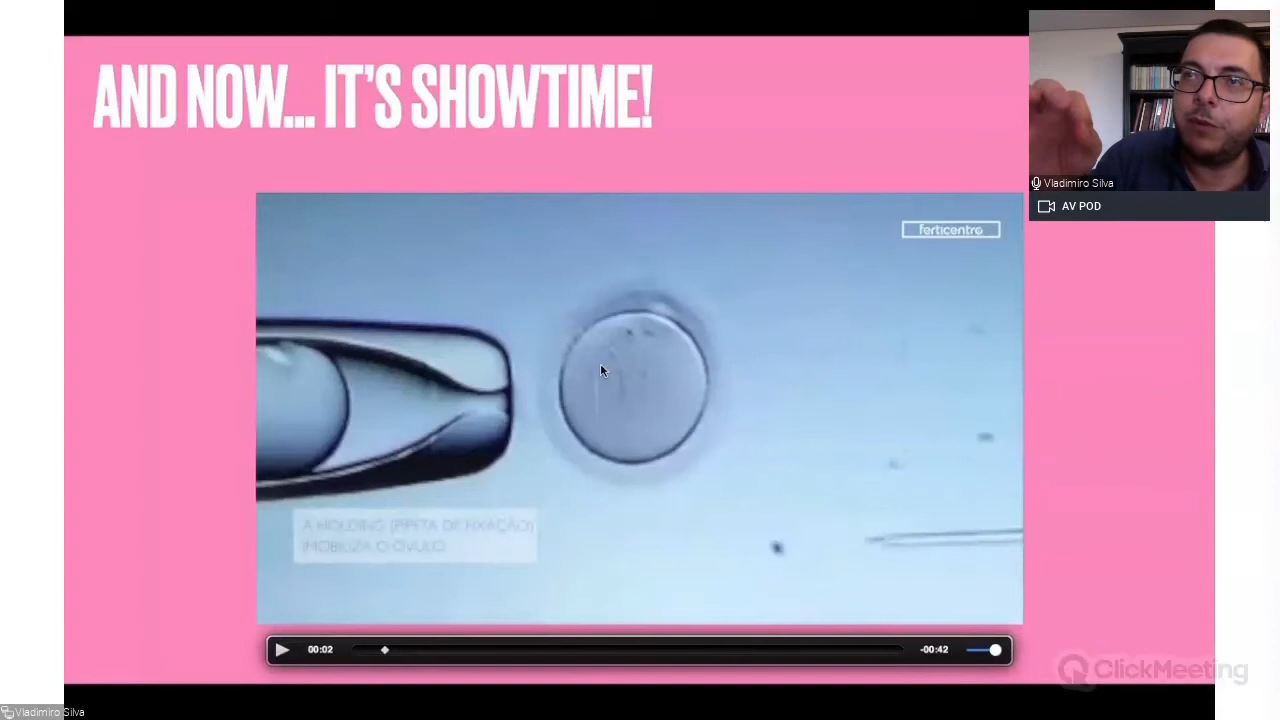 AND NOW... IT'S SHOWTIME!
Vladimiro Silva
AV POD
ferticentro
A HOLDING (PIPETA DE FIXAÇÃO)
IMOBILIZA O ÓVULO
00:02
-00:42
ClickMeeting
Vladimiro Silva